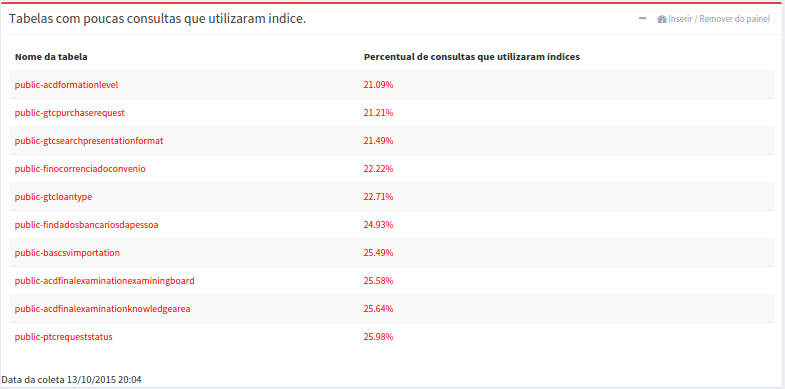 Tabelas com poucas consultas que utilizaram índice.
Inserir / Remover do painel
Nome da tabela Percentual de consultas que utilizaram índices
public-acdformationlevel 21.09%
public-gtcpurchaserequest 21.21%
public-gtcsearchpresentationformat 21.49%
public-finocorrenciadoconvenio 22.22%
public-gtcloantype 22.71%
public-findadosbancariosdapessoa 24.93%
public-bascsvimportation 25.49%
public-acdfinalexaminationexaminingboard 25.58%
public-acdfinalexaminationknowledgearea 25.64%
public-ptcrequeststatus 25.98%
Data da coleta 13/10/2015 20:04